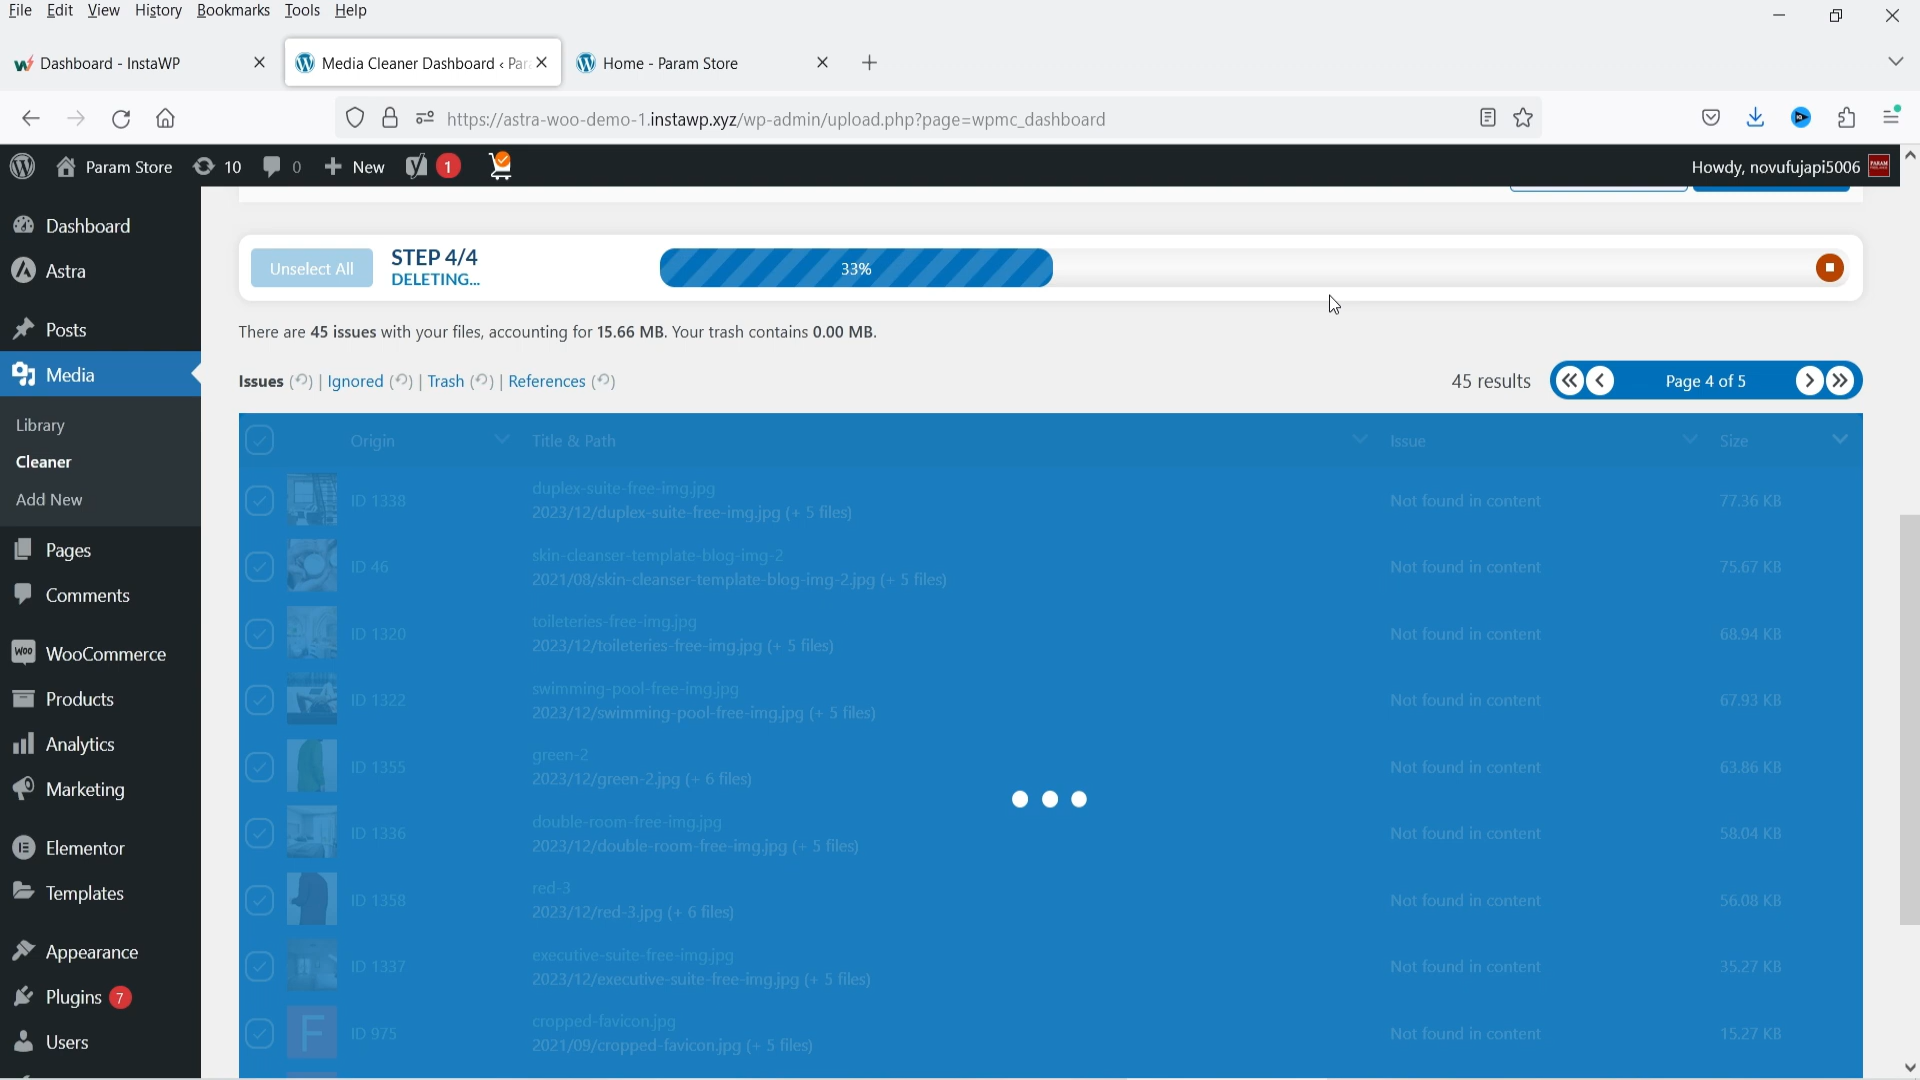 File Edit View History Bookmarks Tools Help
Dashboard - InstaWP
Media Cleaner Dashboard ‹ Par
Home - Param Store
https://astra-woo-demo-1.instawp.xyz/wp-admin/upload.php?page=wpmc_dashboard
Param Store 10 0 New 1 Howdy, novufujapi5006
Dashboard
Astra
Posts
Media
Library
Cleaner
Add New
Pages
Comments
WooCommerce
Products
Analytics
Marketing
Elementor
Templates
Appearance
Plugins 7
Users
Unselect All
STEP 4/4
DELETING...
33%
There are 45 issues with your files, accounting for 15.66 MB. Your trash contains 0.00 MB.
Issues | Ignored | Trash | References
45 results
Page 4 of 5
Origin Title & Path Issue Size
ID 1338
duplex-suite-free-img.jpg
2023/12/duplex-suite-free-img.jpg (+ 5 files)
Not found in content 77.36 KB
ID 46
skin-cleanser-template-blog-img-2
2021/08/skin-cleanser-template-blog-img-2.jpg (+ 5 files)
Not found in content 75.67 KB
ID 1320
toileteries-free-img.jpg
2023/12/toileteries-free-img.jpg (+ 5 files)
Not found in content 68.94 KB
ID 1322
swimming-pool-free-img.jpg
2023/12/swimming-pool-free-img.jpg (+ 5 files)
Not found in content 67.93 KB
ID 1355
green-2
2023/12/green-2.jpg (+ 6 files)
Not found in content 63.86 KB
ID 1336
double-room-free-img.jpg
2023/12/double-room-free-img.jpg (+ 5 files)
Not found in content 58.04 KB
ID 1358
red-3
2023/12/red-3.jpg (+ 6 files)
Not found in content 56.08 KB
ID 1337
executive-suite-free-img.jpg
2023/12/executive-suite-free-img.jpg (+ 5 files)
Not found in content 35.27 KB
F
ID 975
cropped-favicon.jpg
2021/09/cropped-favicon.jpg (+ 5 files)
Not found in content 15.27 KB